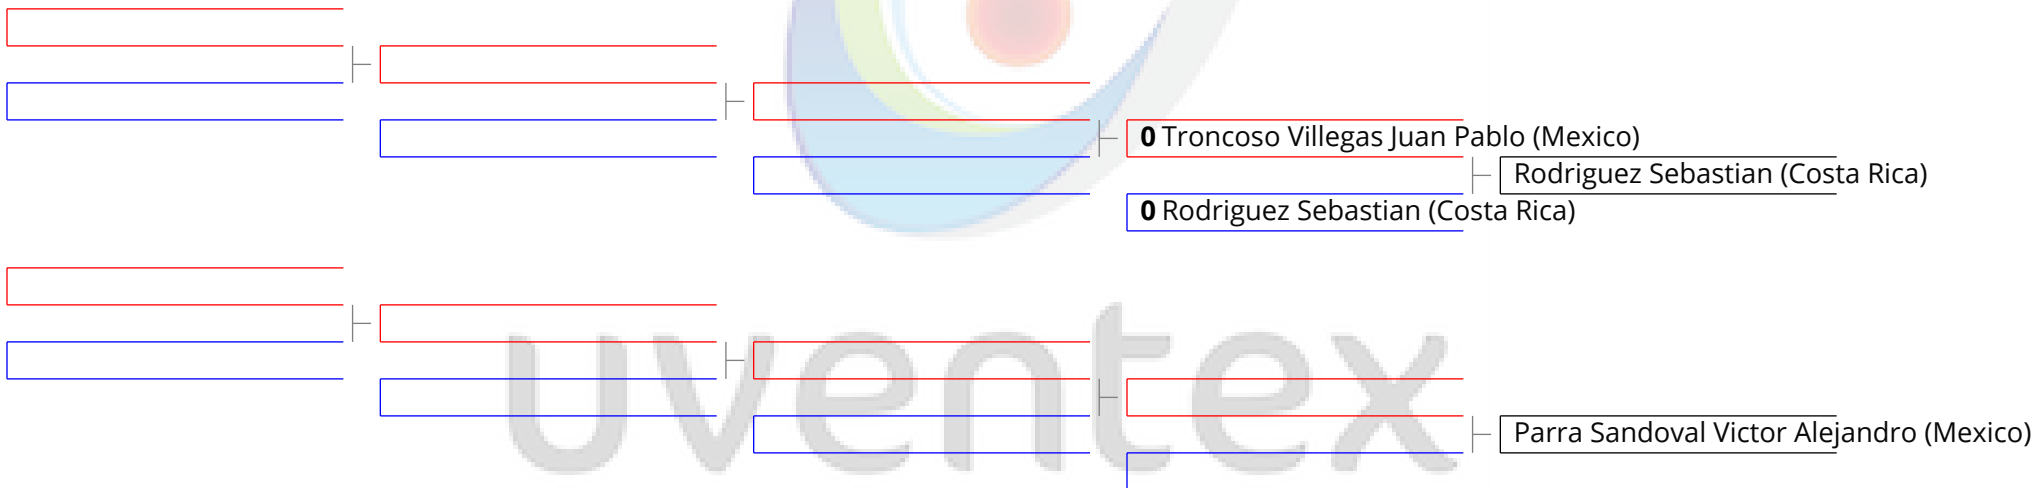 0 Troncoso Villegas Juan Pablo (Mexico)
Rodriguez Sebastian (Costa Rica)
0 Rodriguez Sebastian (Costa Rica)
uventex
Parra Sandoval Victor Alejandro (Mexico)